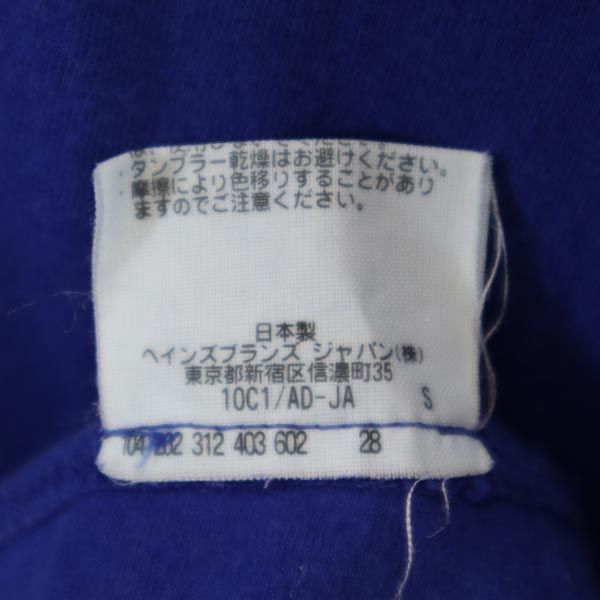 タンブラー乾燥はお避けください。
摩擦により色移りすることがあり
ますのでご注意ください。
日本製
ヘインズブランズ ジャパン(株)
東京都新宿区信濃町35
10C1/AD-JA S
104 202 312 403 602 28